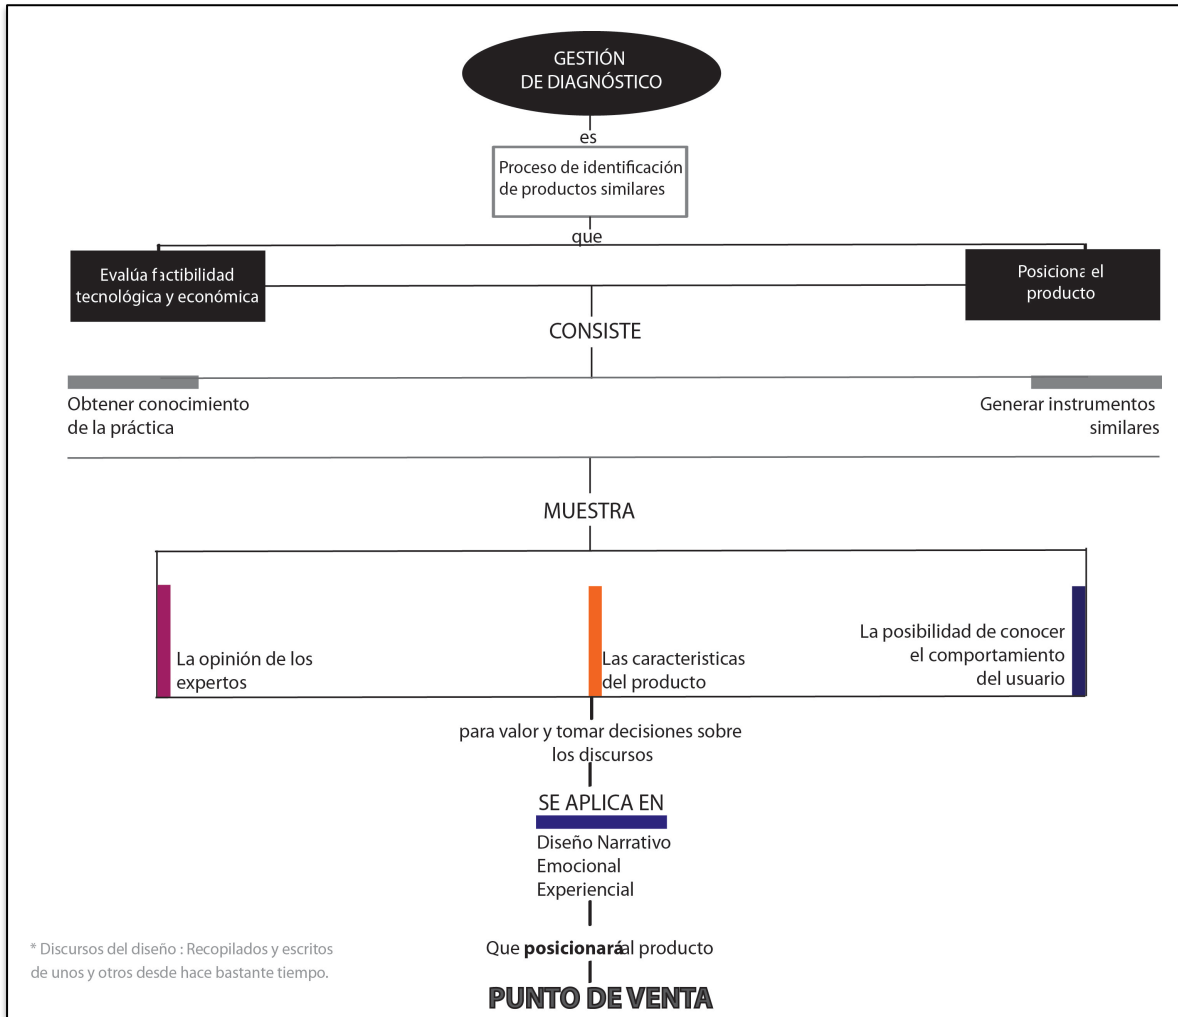 GESTIÓN
DE DIAGNÓSTICO
es
Proceso de identificación
de productos similares
que
Evalúa factibilidad
tecnológica y económica
Posiciona el
producto
CONSISTE
Obtener conocimiento
de la práctica
Generar instrumentos
similares
MUESTRA
La opinión de los
expertos
Las caracteristicas
del producto
La posibilidad de conocer
el comportamiento
del usuario
para valor y tomar decisiones sobre
los discursos
SE APLICA EN
Diseño Narrativo
Emocional
Experiencial
Que posicionará al producto
PUNTO DE VENTA
* Discursos del diseño : Recopilados y escritos
de unos y otros desde hace bastante tiempo.